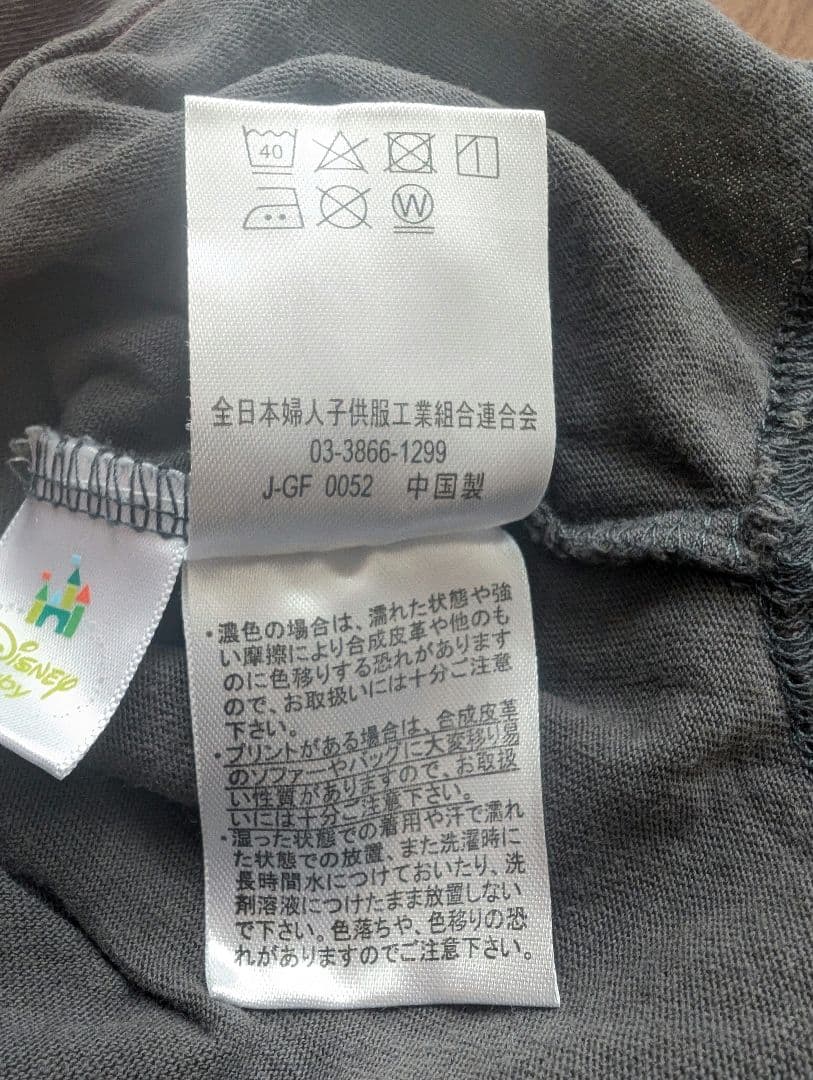 40
W
全日本婦人子供服工業組合連合会
03-3866-1299
J-GF 0052 中国製
DISNEY
・濃色の場合は、濡れた状態や強
い摩擦により合成皮革や他のも
のに色移りする恐れがあります
ので、お取扱いには十分ご注意
下さい。
・プリントがある場合は、合成皮革
のソファーやバッグに大変移り易
い性質がありますので、お取扱
いには十分ご注意下さい。
・湿った状態での着用や汗で濡れ
た状態での放置、また洗濯時に
長時間水につけておいたり、洗
剤溶液につけたまま放置しない
で下さい。色落ちや、色移りの恐
れがありますのでご注意下さい。